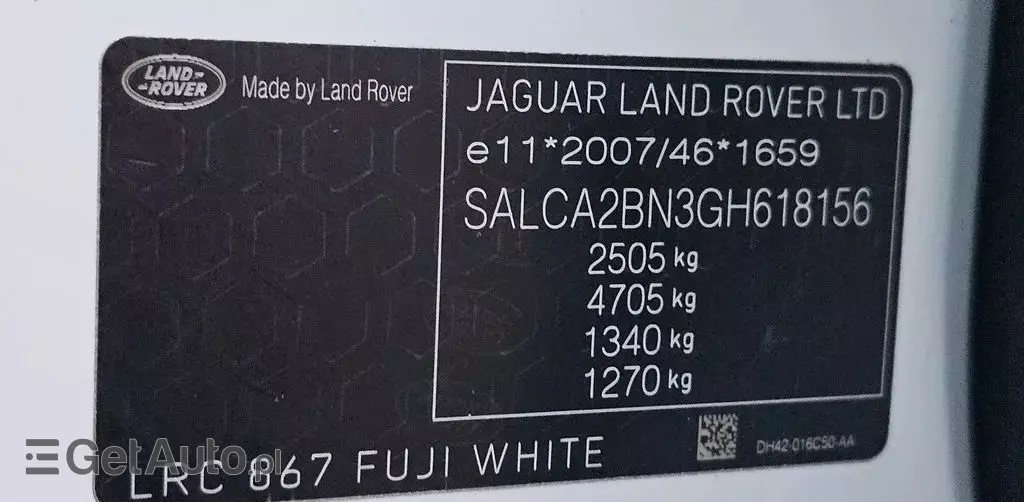 LAND-
-ROVER
Made by Land Rover
JAGUAR LAND ROVER LTD
e11*2007/46*1659
SALCA2BN3GH618156
2505 kg
4705 kg
1340 kg
1270 kg
DH42-016C50-AA
LRC 867 FUJI WHITE
GetAuto.pl